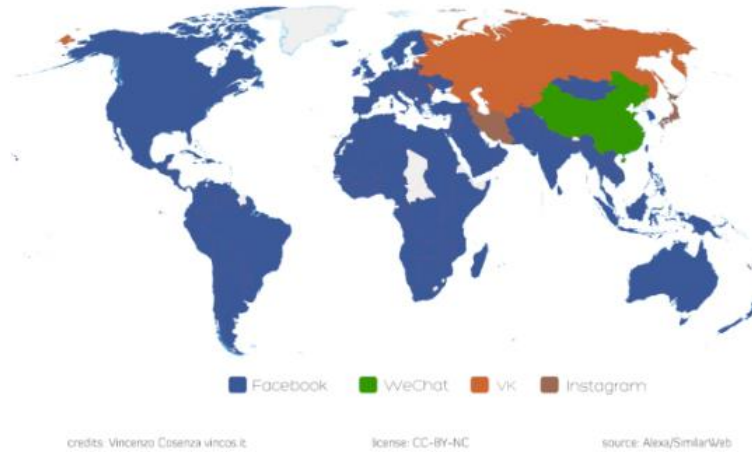 Facebook WeChat VK Instagram
credits: Vincenzo Cosenza vincos.it license: CC-BY-NC source: Alexa/SimilarWeb